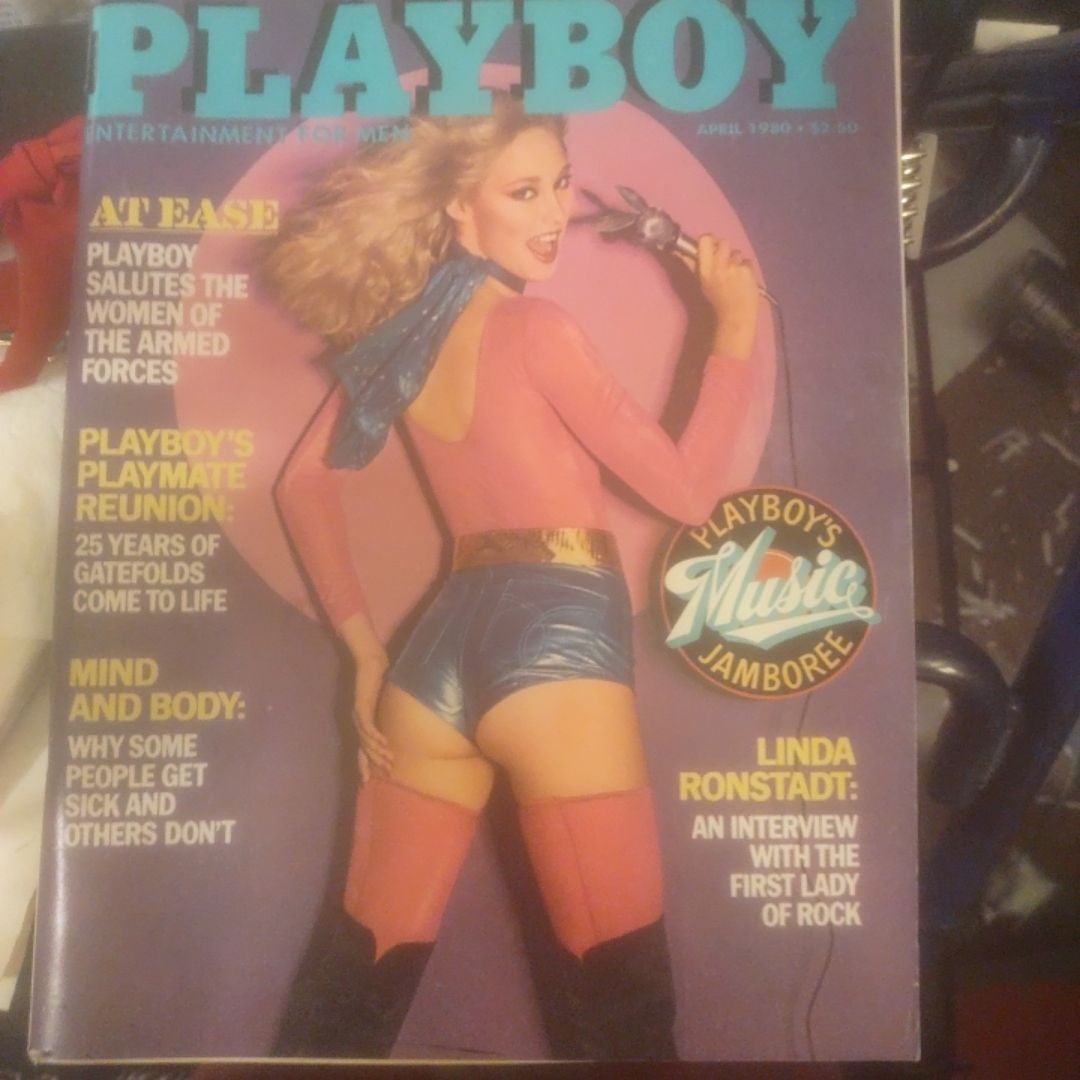 PLAYBOY
ENTERTAINMENT FOR MEN
APRIL 1980 • $2.50
AT EASE
PLAYBOY
SALUTES THE
WOMEN OF
THE ARMED
FORCES
PLAYBOY'S
PLAYMATE
REUNION:
25 YEARS OF
GATEFOLDS
COME TO LIFE
MIND
AND BODY:
WHY SOME
PEOPLE GET
SICK AND
OTHERS DON'T
PLAYBOY'S
Music
JAMBOREE
LINDA
RONSTADT:
AN INTERVIEW
WITH THE
FIRST LADY
OF ROCK